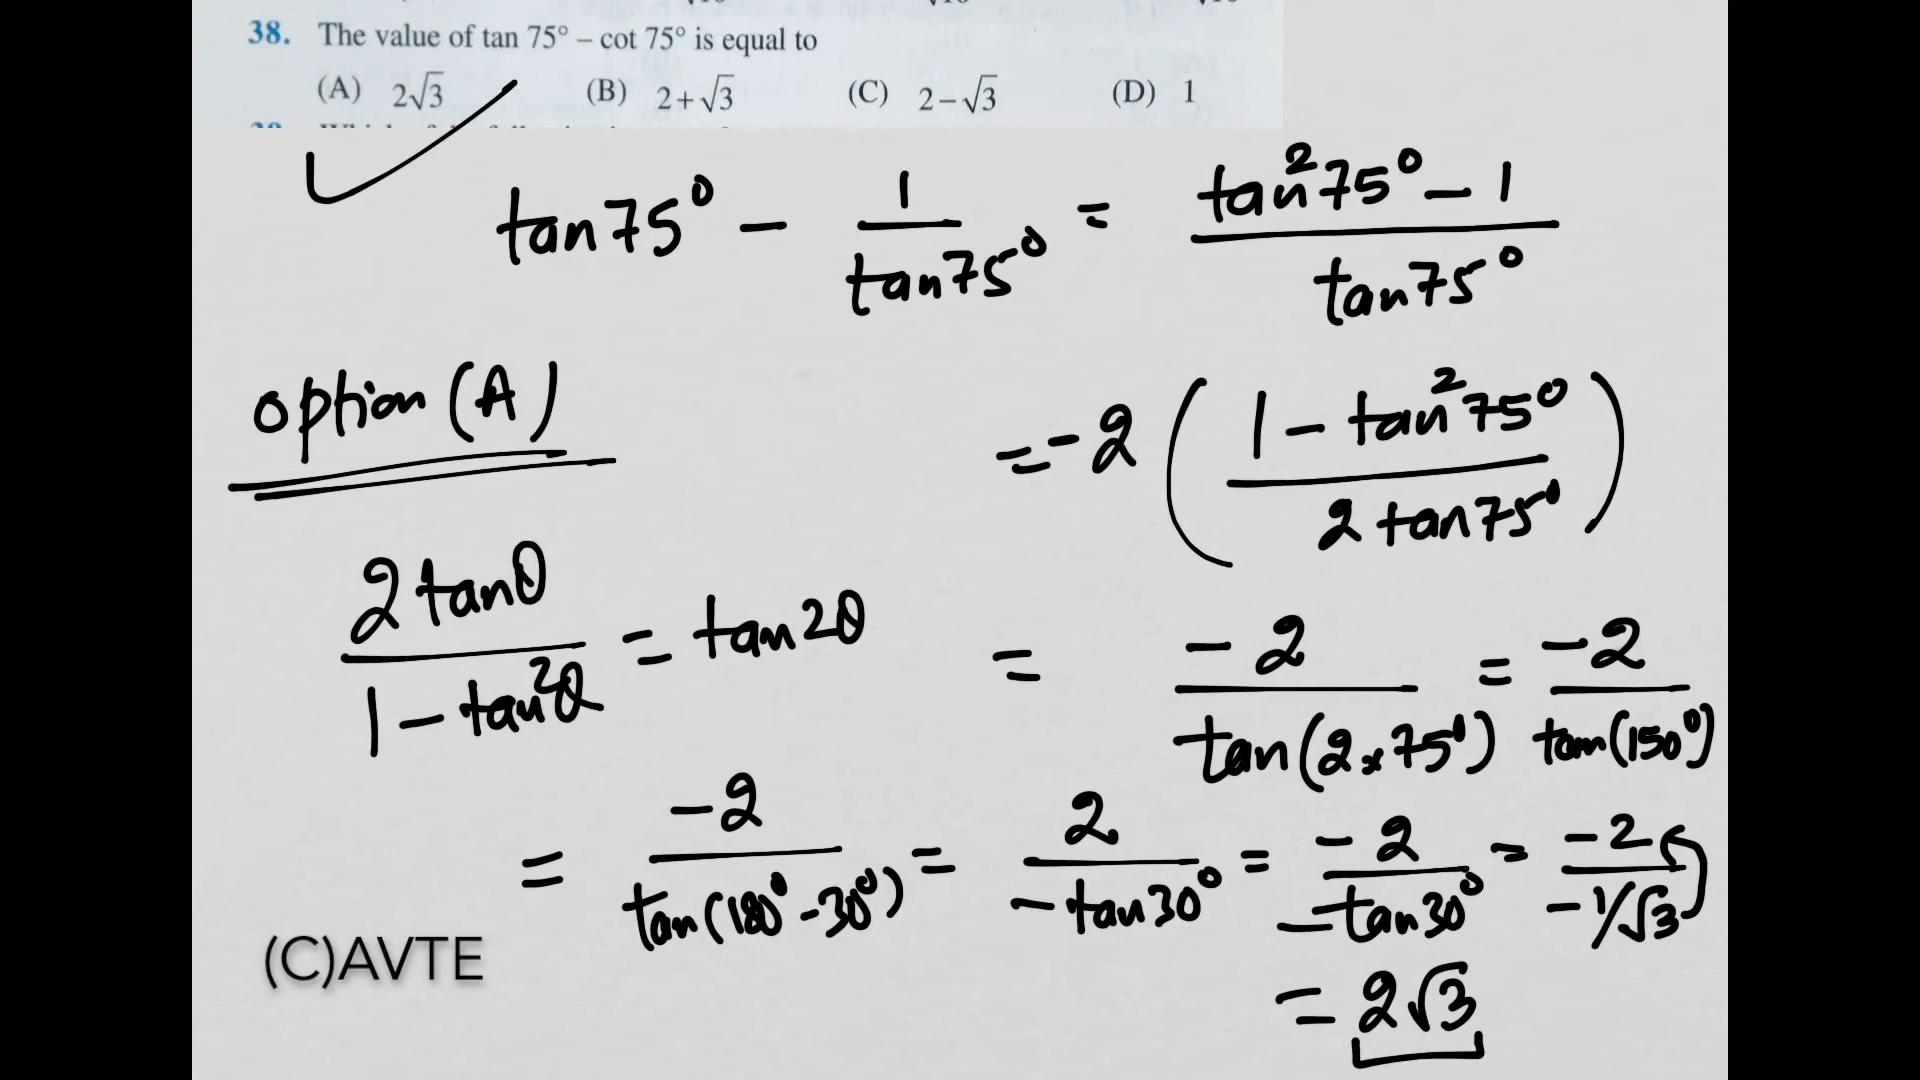 38. The value of tan 75° – cot 75° is equal to
(A) 2√3 (B) 2+√3 (C) 2–√3 (D) 1
tan75° – 1/tan75° = (tan²75° – 1)/tan75°
option (A)
= -2 ((1 – tan²75°)/(2 tan75°))
2tanθ/(1 – tan²θ) = tan2θ
= -2/tan(2×75°) = -2/tan(150°)
= -2/tan(180°-30°) = 2/-tan30° = -2/-tan30° = -2/-1/√3
= 2√3
(C)AVTE